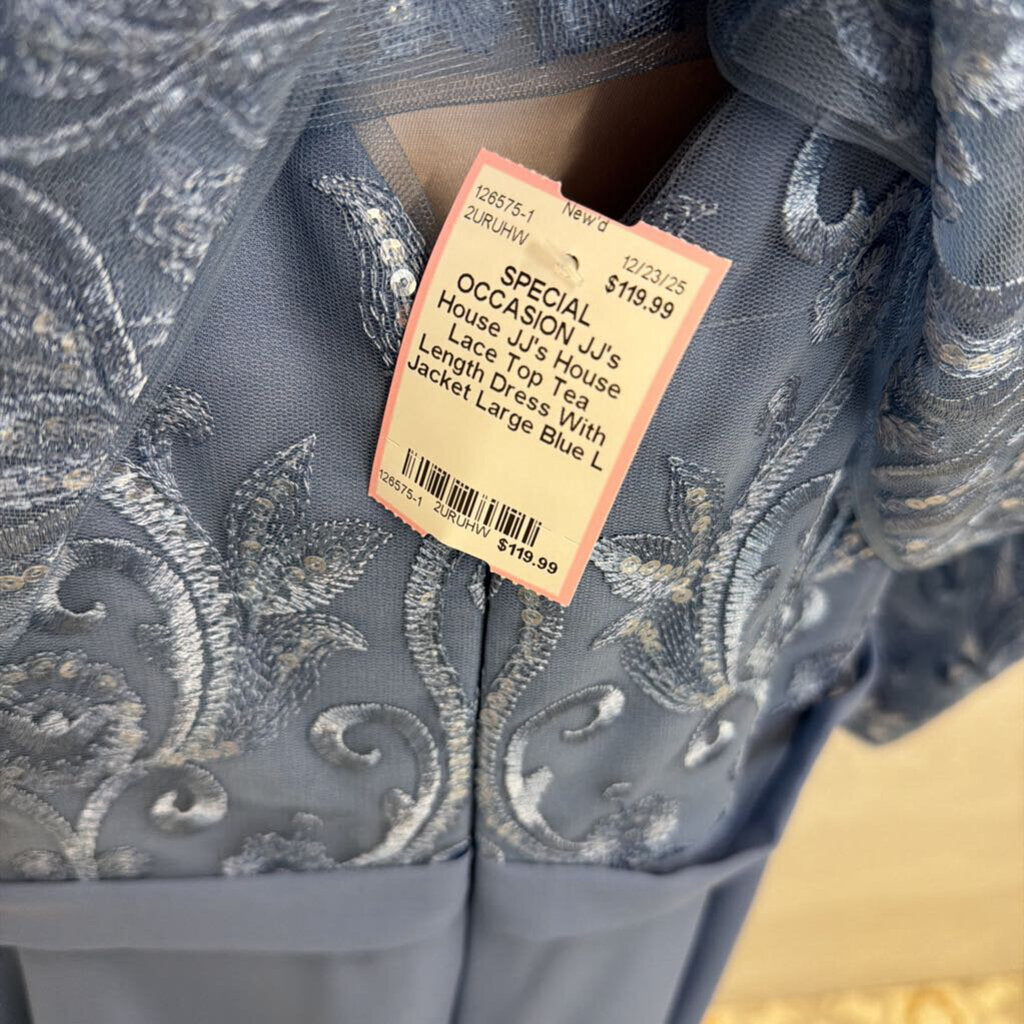 126575-1 New'd
2URUHW 12/23/25
$119.99
SPECIAL
OCCASION JJ's
House JJ's House
Lace Top Tea
Length Dress With
Jacket Large Blue L
126575-1 2URUHW $119.99